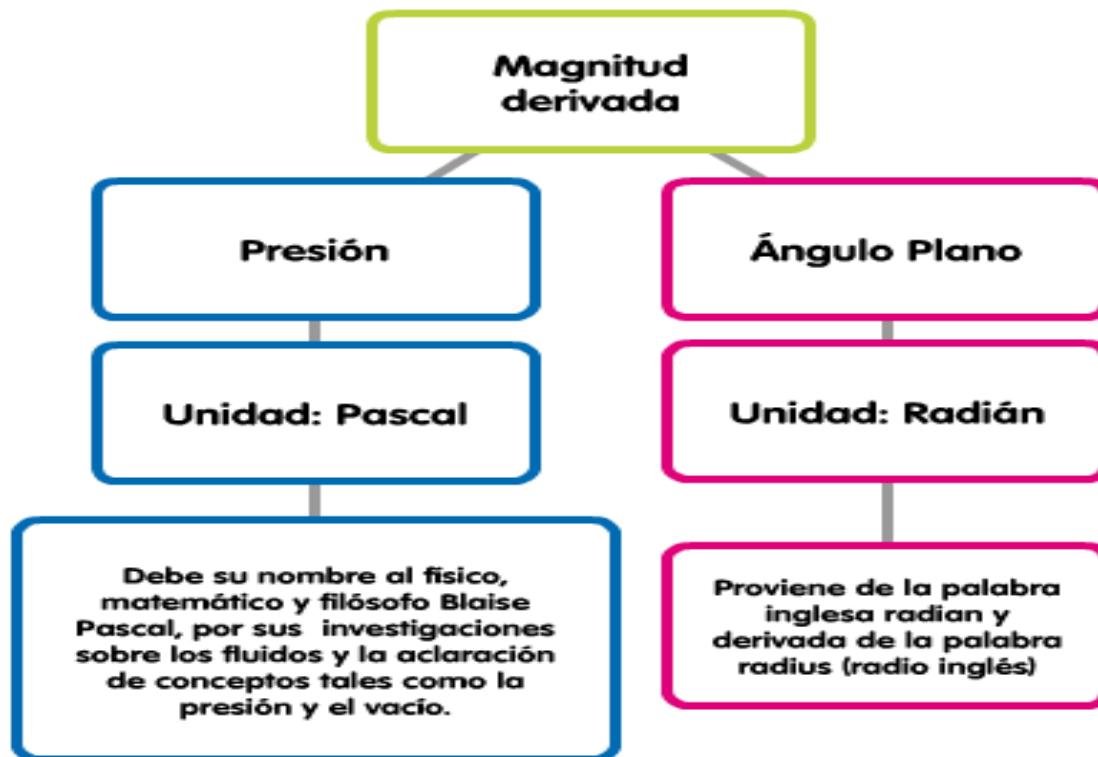 Magnitud
derivada
Presión
Ángulo Plano
Unidad: Pascal
Unidad: Radián
Debe su nombre al físico,
matemático y filósofo Blaise
Pascal, por sus investigaciones
sobre los fluidos y la aclaración
de conceptos tales como la
presión y el vacío.
Proviene de la palabra
inglesa radian y
derivada de la palabra
radius (radio inglés)